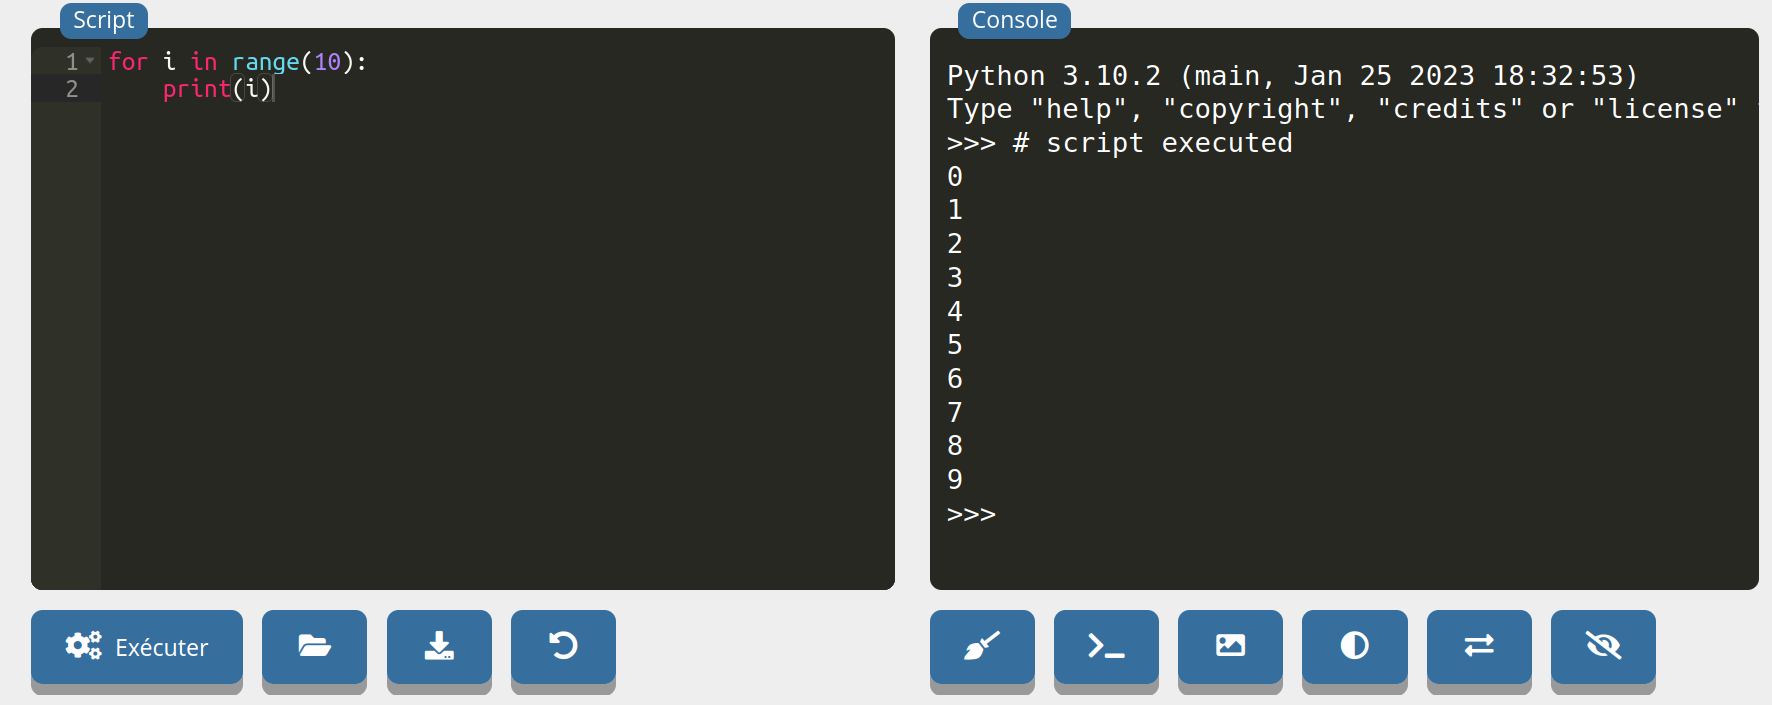 Script
1 for i in range(10):
2     print(i)
Exécuter
Console
Python 3.10.2 (main, Jan 25 2023 18:32:53)
Type "help", "copyright", "credits" or "license"
>>> # script executed
0
1
2
3
4
5
6
7
8
9
>>>